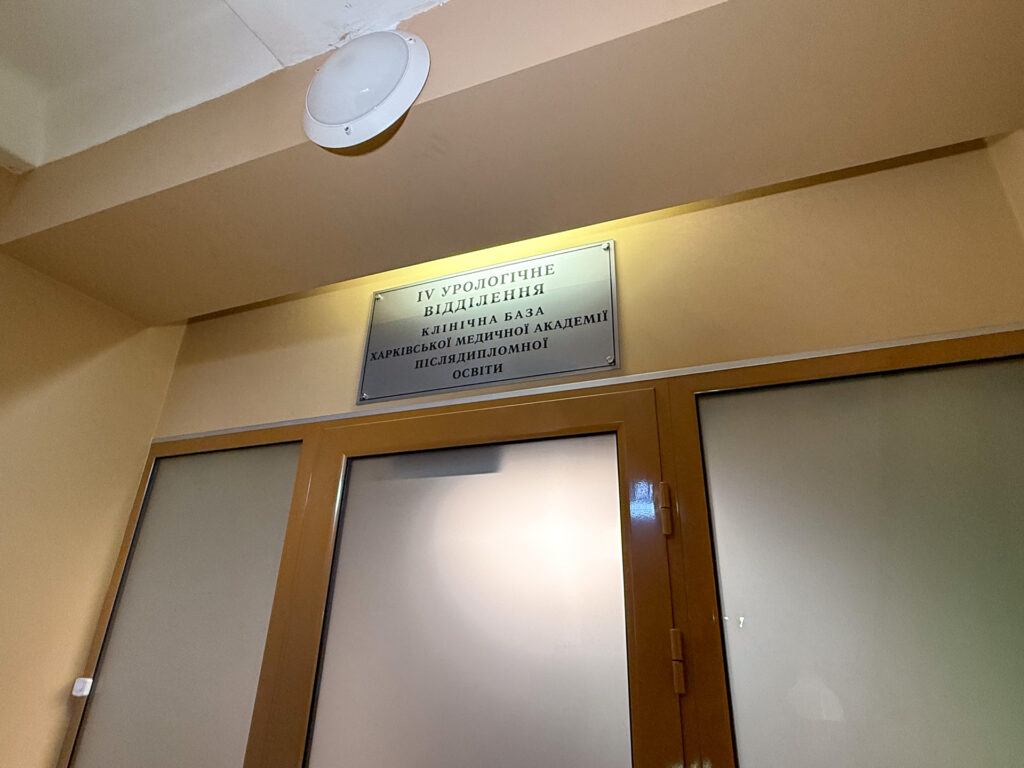 IV УРОЛОГІЧНЕ
ВІДДІЛЕННЯ
КЛІНІЧНА БАЗА
ХАРКІВСЬКОЇ МЕДИЧНОЇ АКАДЕМІЇ
ПІСЛЯДИПЛОМНОЇ
ОСВІТИ